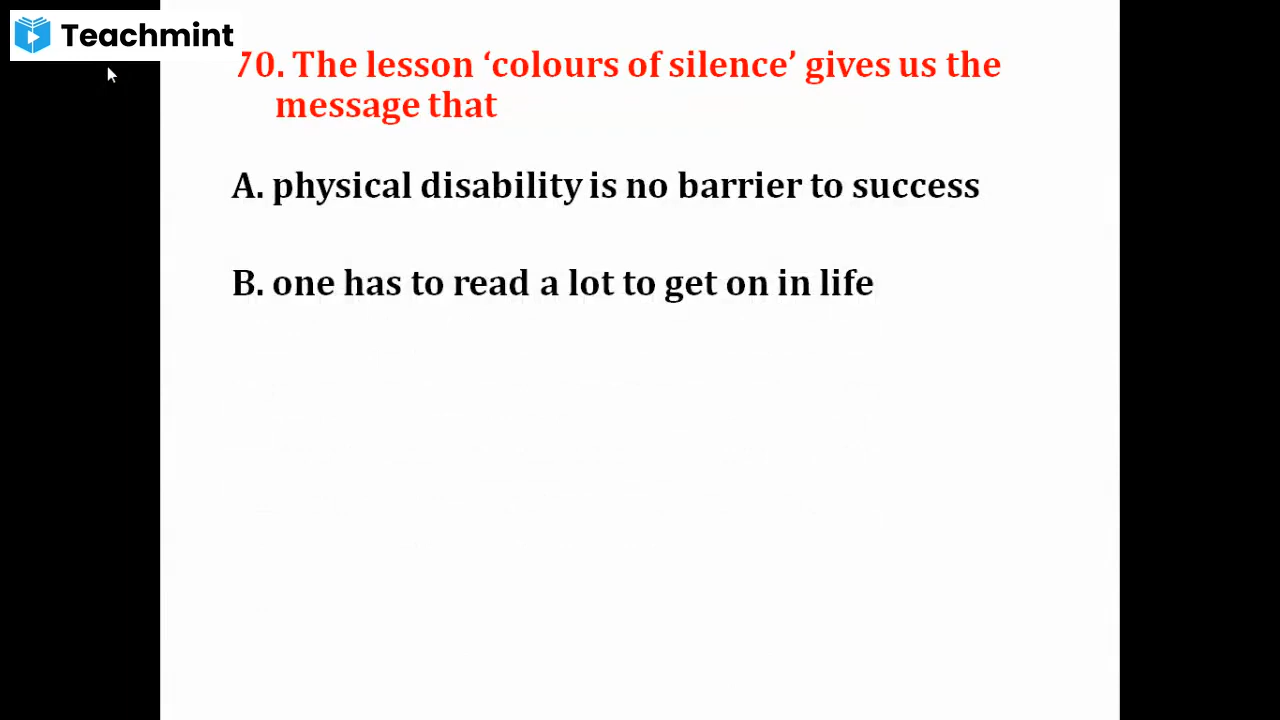 Teachmint
70. The lesson ‘colours of silence’ gives us the
message that
A. physical disability is no barrier to success
B. one has to read a lot to get on in life